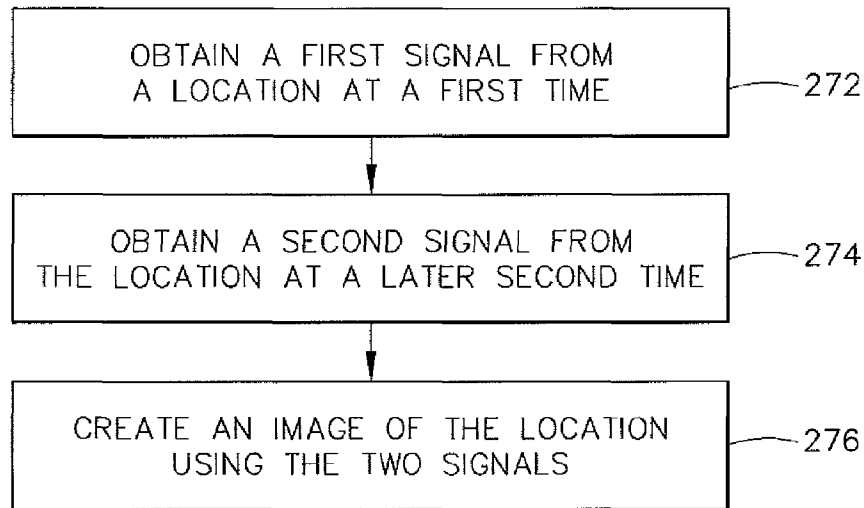 OBTAIN A FIRST SIGNAL FROM
A LOCATION AT A FIRST TIME
272
OBTAIN A SECOND SIGNAL FROM
THE LOCATION AT A LATER SECOND TIME
274
CREATE AN IMAGE OF THE LOCATION
USING THE TWO SIGNALS
276